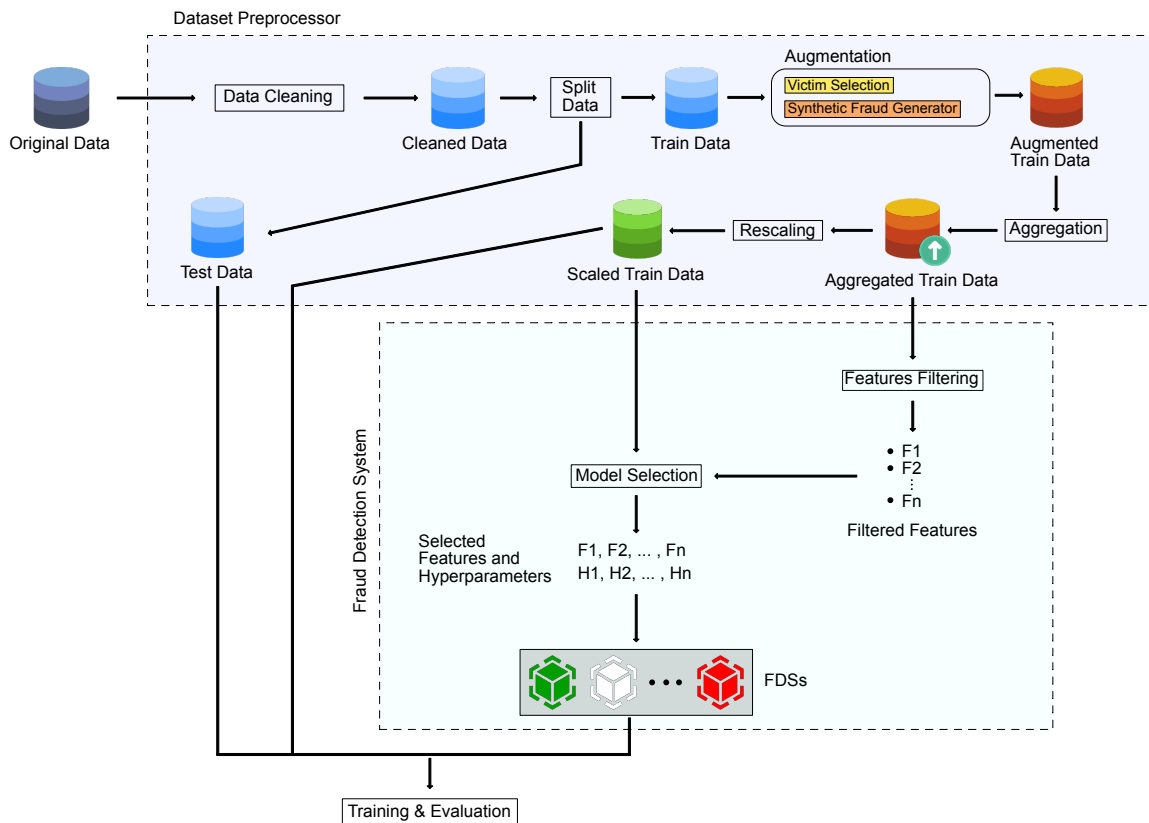 Dataset Preprocessor
Original Data
Data Cleaning
Cleaned Data
Split
Data
Train Data
Augmentation
Victim Selection
Synthetic Fraud Generator
Augmented
Train Data
Test Data
Scaled Train Data
Rescaling
Aggregated Train Data
Aggregation
Fraud Detection System
Features Filtering
F1
F2
...
Fn
Filtered Features
Model Selection
Selected
Features and
Hyperparameters
F1, F2, ... , Fn
H1, H2, ... , Hn
FDSs
Training & Evaluation